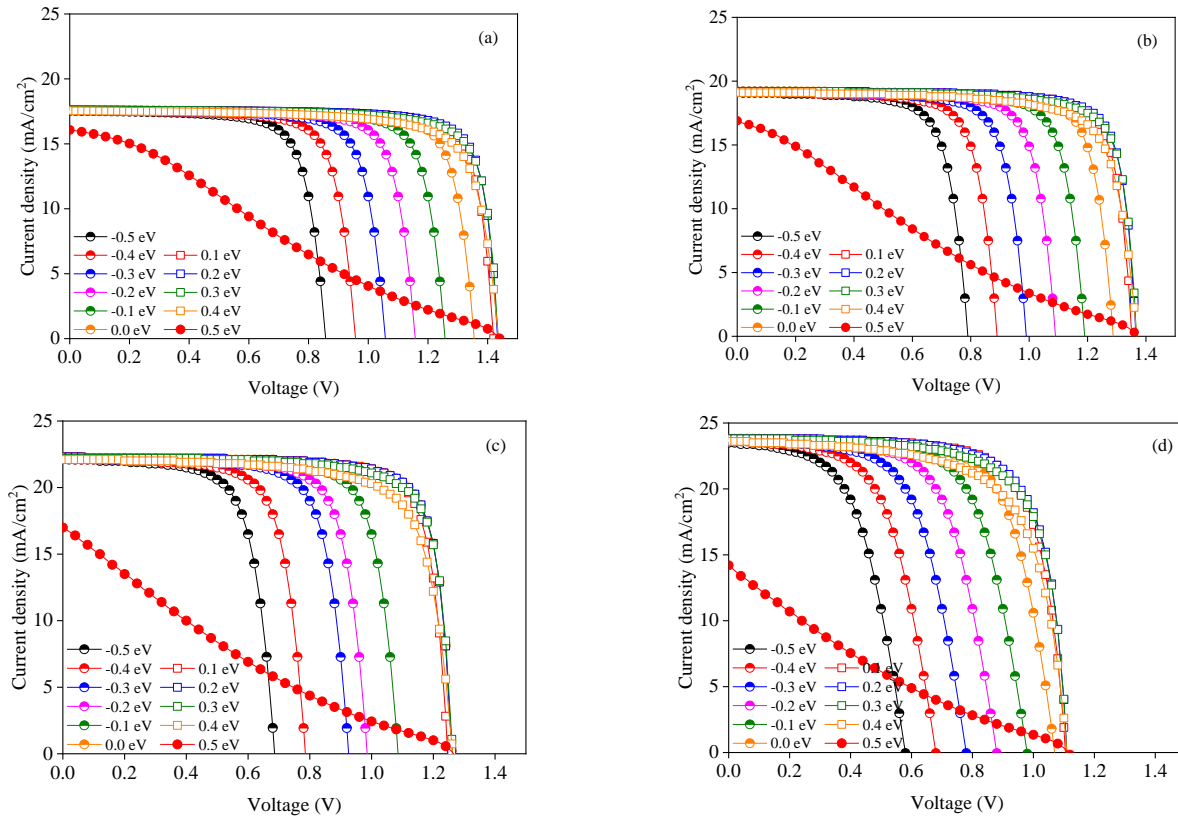 (a)
25
20
15
10
5
0
Current density (mA/cm²)
-0.5 eV
-0.4 eV 0.1 eV
-0.3 eV 0.2 eV
-0.2 eV 0.3 eV
-0.1 eV 0.4 eV
0.0 eV 0.5 eV
0.0 0.2 0.4 0.6 0.8 1.0 1.2 1.4
Voltage (V)
(b)
25
20
15
10
5
0
Current density (mA/cm²)
-0.5 eV
-0.4 eV 0.1 eV
-0.3 eV 0.2 eV
-0.2 eV 0.3 eV
-0.1 eV 0.4 eV
0.0 eV 0.5 eV
0.0 0.2 0.4 0.6 0.8 1.0 1.2 1.4
Voltage (V)
(c)
25
20
15
10
5
0
Current density (mA/cm²)
-0.5 eV
-0.4 eV 0.1 eV
-0.3 eV 0.2 eV
-0.2 eV 0.3 eV
-0.1 eV 0.4 eV
0.0 eV 0.5 eV
0.0 0.2 0.4 0.6 0.8 1.0 1.2 1.4
Voltage (V)
(d)
25
20
15
10
5
0
Current density (mA/cm²)
-0.5 eV
-0.4 eV 0.1 eV
-0.3 eV 0.2 eV
-0.2 eV 0.3 eV
-0.1 eV 0.4 eV
0.0 eV 0.5 eV
0.0 0.2 0.4 0.6 0.8 1.0 1.2 1.4
Voltage (V)